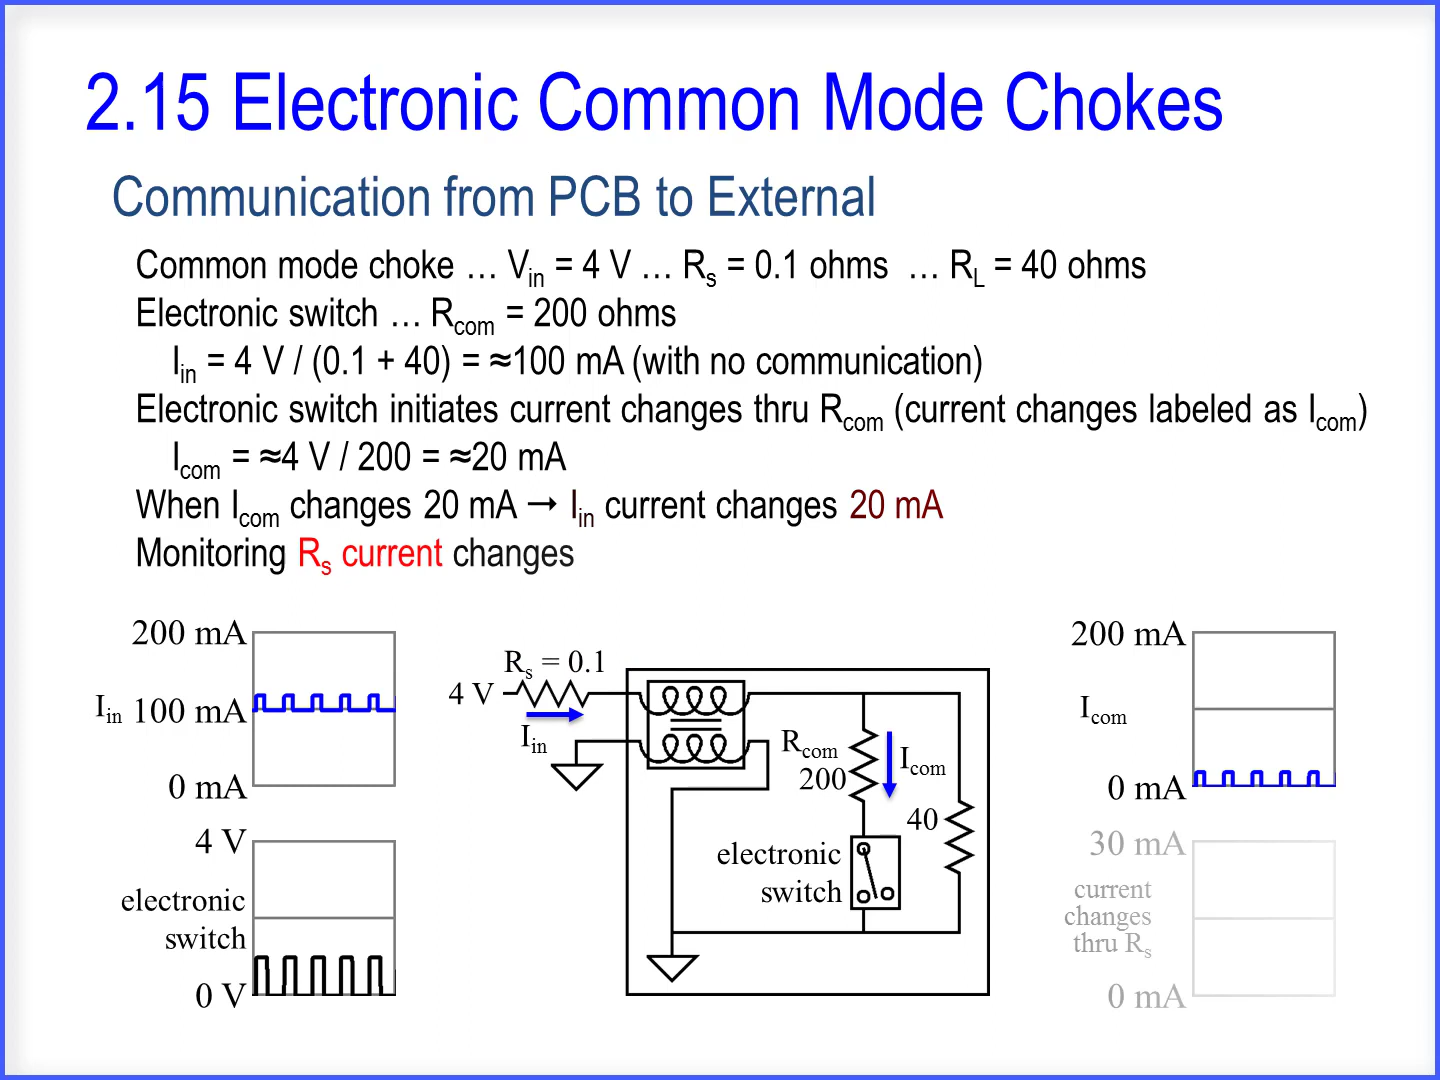 2.15 Electronic Common Mode Chokes
Communication from PCB to External
Common mode choke … Vin = 4 V … Rs = 0.1 ohms … RL = 40 ohms
Electronic switch … Rcom = 200 ohms
Iin = 4 V / (0.1 + 40) = ≈100 mA (with no communication)
Electronic switch initiates current changes thru Rcom (current changes labeled as Icom)
Icom = ≈4 V / 200 = ≈20 mA
When Icom changes 20 mA → Iin current changes 20 mA
Monitoring Rs current changes
200 mA
Iin 100 mA
0 mA
4 V
electronic
switch
0 V
Rs = 0.1
4 V
Iin
Rcom
200
Icom
40
electronic
switch
200 mA
Icom
0 mA
30 mA
current
changes
thru Rs
0 mA